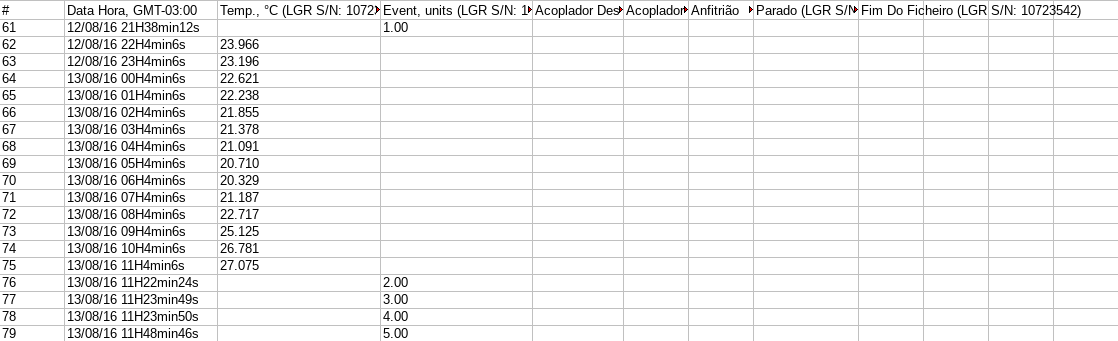 # Data Hora, GMT-03:00 Temp., °C (LGR S/N: 1072 Event, units (LGR S/N: 1 Acoplador Des Acoplador Anfitrião Parado (LGR S/N Fim Do Ficheiro (LGR S/N: 10723542)
61 12/08/16 21H38min12s 1.00
62 12/08/16 22H4min6s 23.966
63 12/08/16 23H4min6s 23.196
64 13/08/16 00H4min6s 22.621
65 13/08/16 01H4min6s 22.238
66 13/08/16 02H4min6s 21.855
67 13/08/16 03H4min6s 21.378
68 13/08/16 04H4min6s 21.091
69 13/08/16 05H4min6s 20.710
70 13/08/16 06H4min6s 20.329
71 13/08/16 07H4min6s 21.187
72 13/08/16 08H4min6s 22.717
73 13/08/16 09H4min6s 25.125
74 13/08/16 10H4min6s 26.781
75 13/08/16 11H4min6s 27.075
76 13/08/16 11H22min24s 2.00
77 13/08/16 11H23min49s 3.00
78 13/08/16 11H23min50s 4.00
79 13/08/16 11H48min46s 5.00